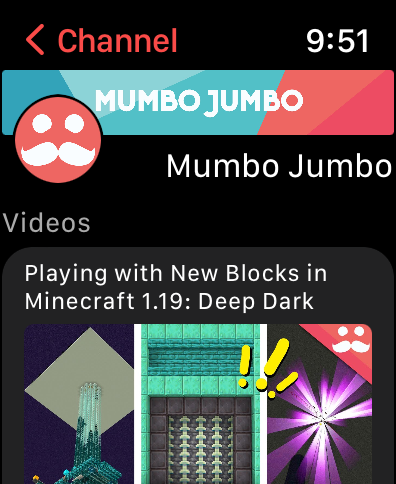 Channel
9:51
MUMBO JUMBO
Mumbo Jumbo
Videos
Playing with New Blocks in
Minecraft 1.19: Deep Dark
!!